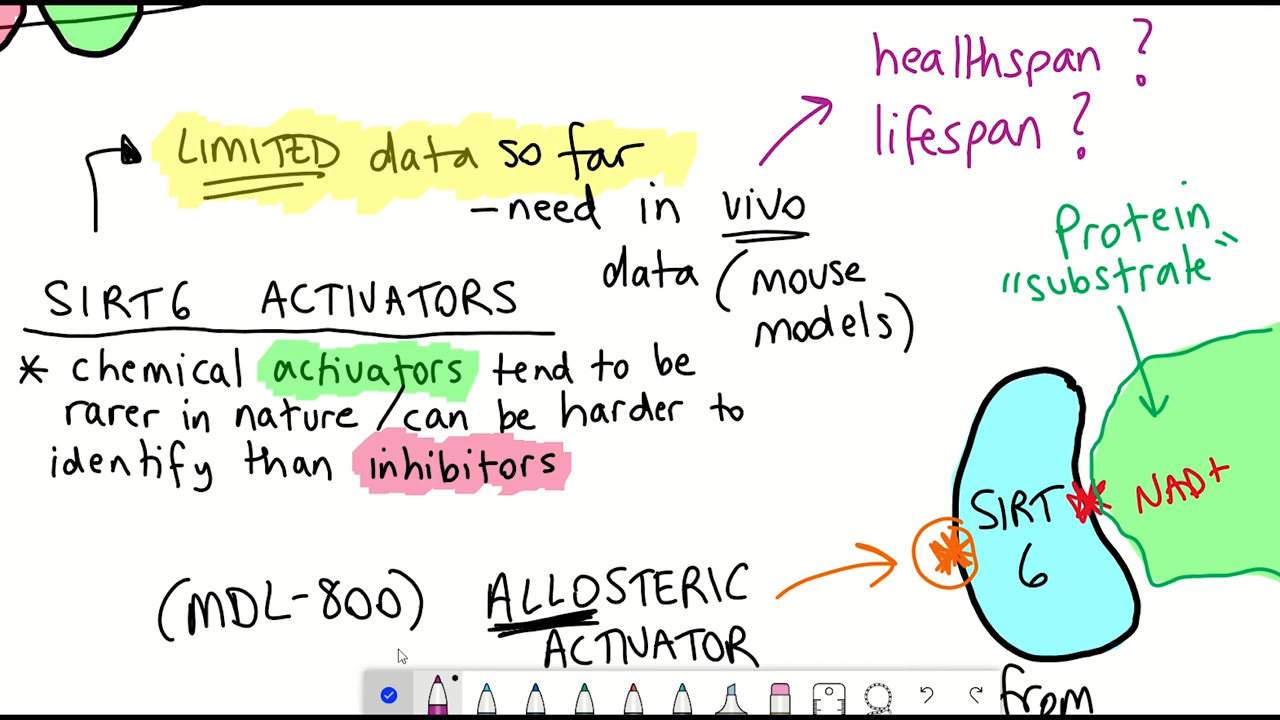 healthspan ?
lifespan ?
LIMITED data so far
- need in vivo
data (mouse
models)
Protein
"substrate"
SIRT6 ACTIVATORS
* chemical activators tend to be
rarer in nature / can be harder to
identify than inhibitors
SIRT
6
NAD+
(MDL-800) ALLOSTERIC
ACTIVATOR
from